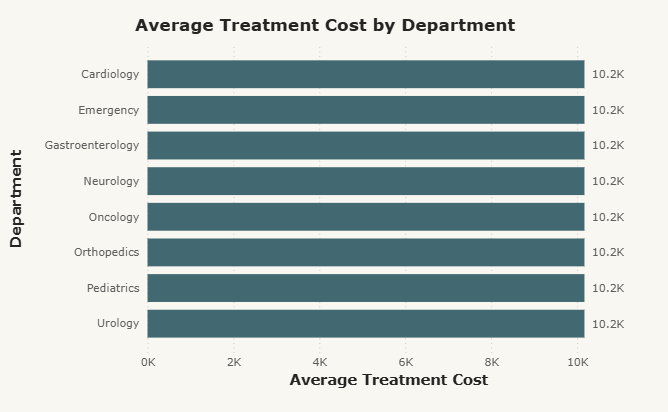 Average Treatment Cost by Department
Department
Cardiology 10.2K
Emergency 10.2K
Gastroenterology 10.2K
Neurology 10.2K
Oncology 10.2K
Orthopedics 10.2K
Pediatrics 10.2K
Urology 10.2K
0K 2K 4K 6K 8K 10K
Average Treatment Cost